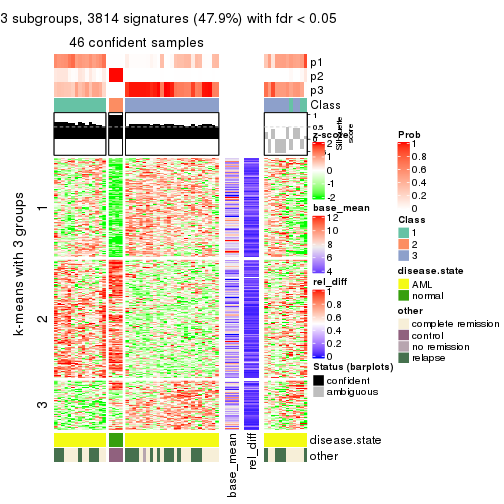 3 subgroups, 3814 signatures (47.9%) with fdr < 0.05
46 confident samples
p1
p2
p3
Class
1
0.5
0
Silhouette
score
k-means with 3 groups
1
2
3
z-score
2
1
0
-1
-2
base_mean
12
10
8
6
4
rel_diff
1
0.8
0.6
0.4
0.2
0
Status (barplots)
confident
ambiguous
Prob
1
0.8
0.6
0.4
0.2
0
Class
1
2
3
disease.state
AML
normal
other
complete remission
control
no remission
relapse
disease.state
other
base_mean
rel_diff